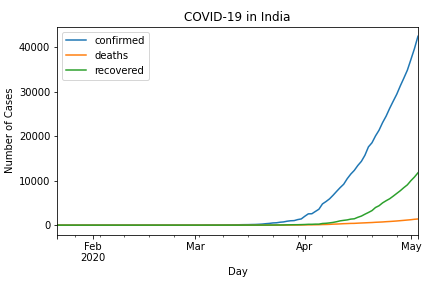 COVID-19 in India
confirmed
deaths
recovered
Number of Cases
40000
30000
20000
10000
0
Feb
2020
Mar
Apr
May
Day